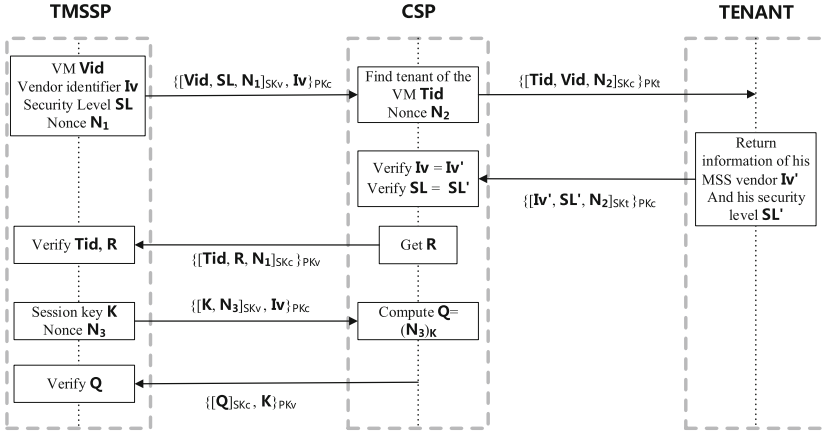 TMSSP
CSP
TENANT
VM Vid
Vendor identifier Iv
Security Level SL
Nonce N1
{[Vid, SL, N1]SKv, Iv}PKc
Find tenant of the
VM Tid
Nonce N2
{[Tid, Vid, N2]SKc}PKt
Return
information of his
MSS vendor Iv'
And his security
level SL'
{[Iv', SL', N2]SKt}PKc
Verify Iv = Iv'
Verify SL = SL'
Get R
{[Tid, R, N1]SKc}PKv
Verify Tid, R
Session key K
Nonce N3
{[K, N3]SKv, Iv}PKc
Compute Q=
(N3)K
{[Q]SKc, K}PKv
Verify Q